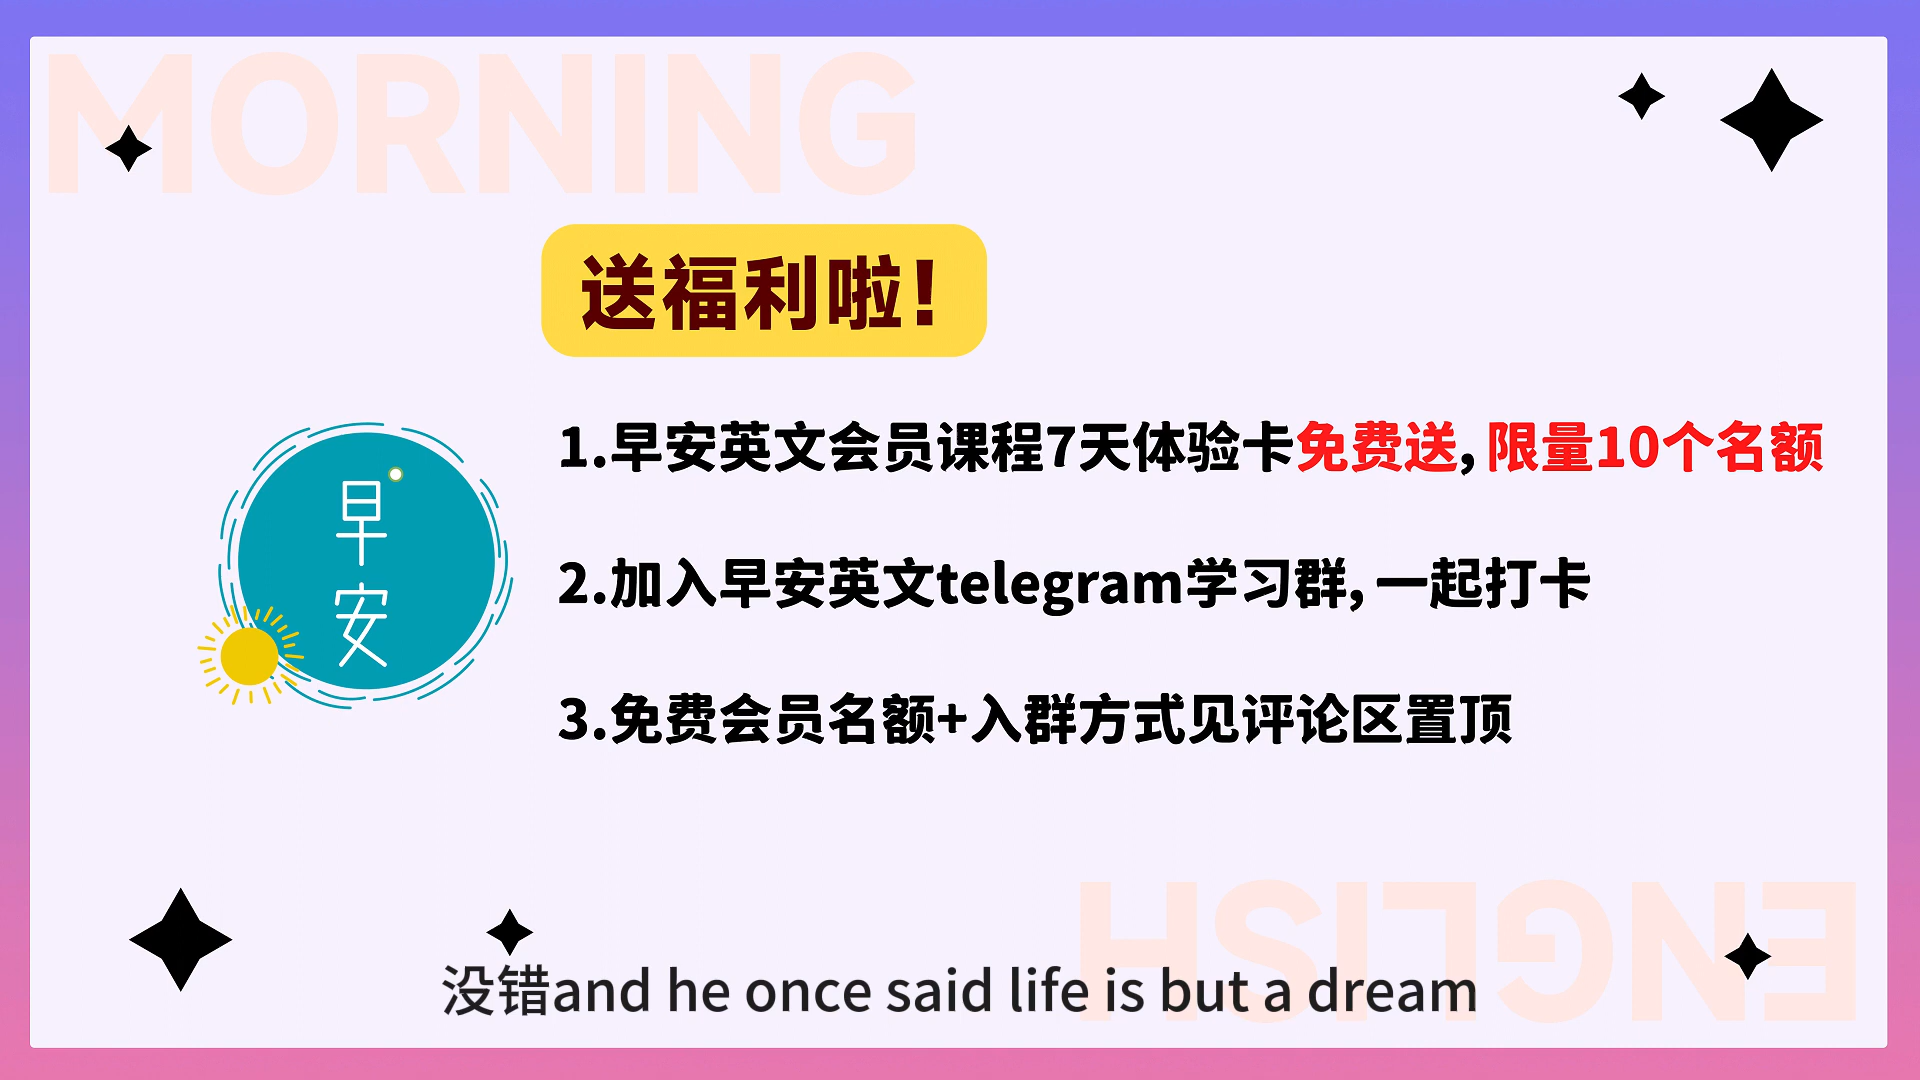 MORNING
送福利啦!
1.早安英文会员课程7天体验卡免费送,限量10个名额
早安
2.加入早安英文telegram学习群,一起打卡
3.免费会员名额+入群方式见评论区置顶
ENGLISH
没错and he once said life is but a dream